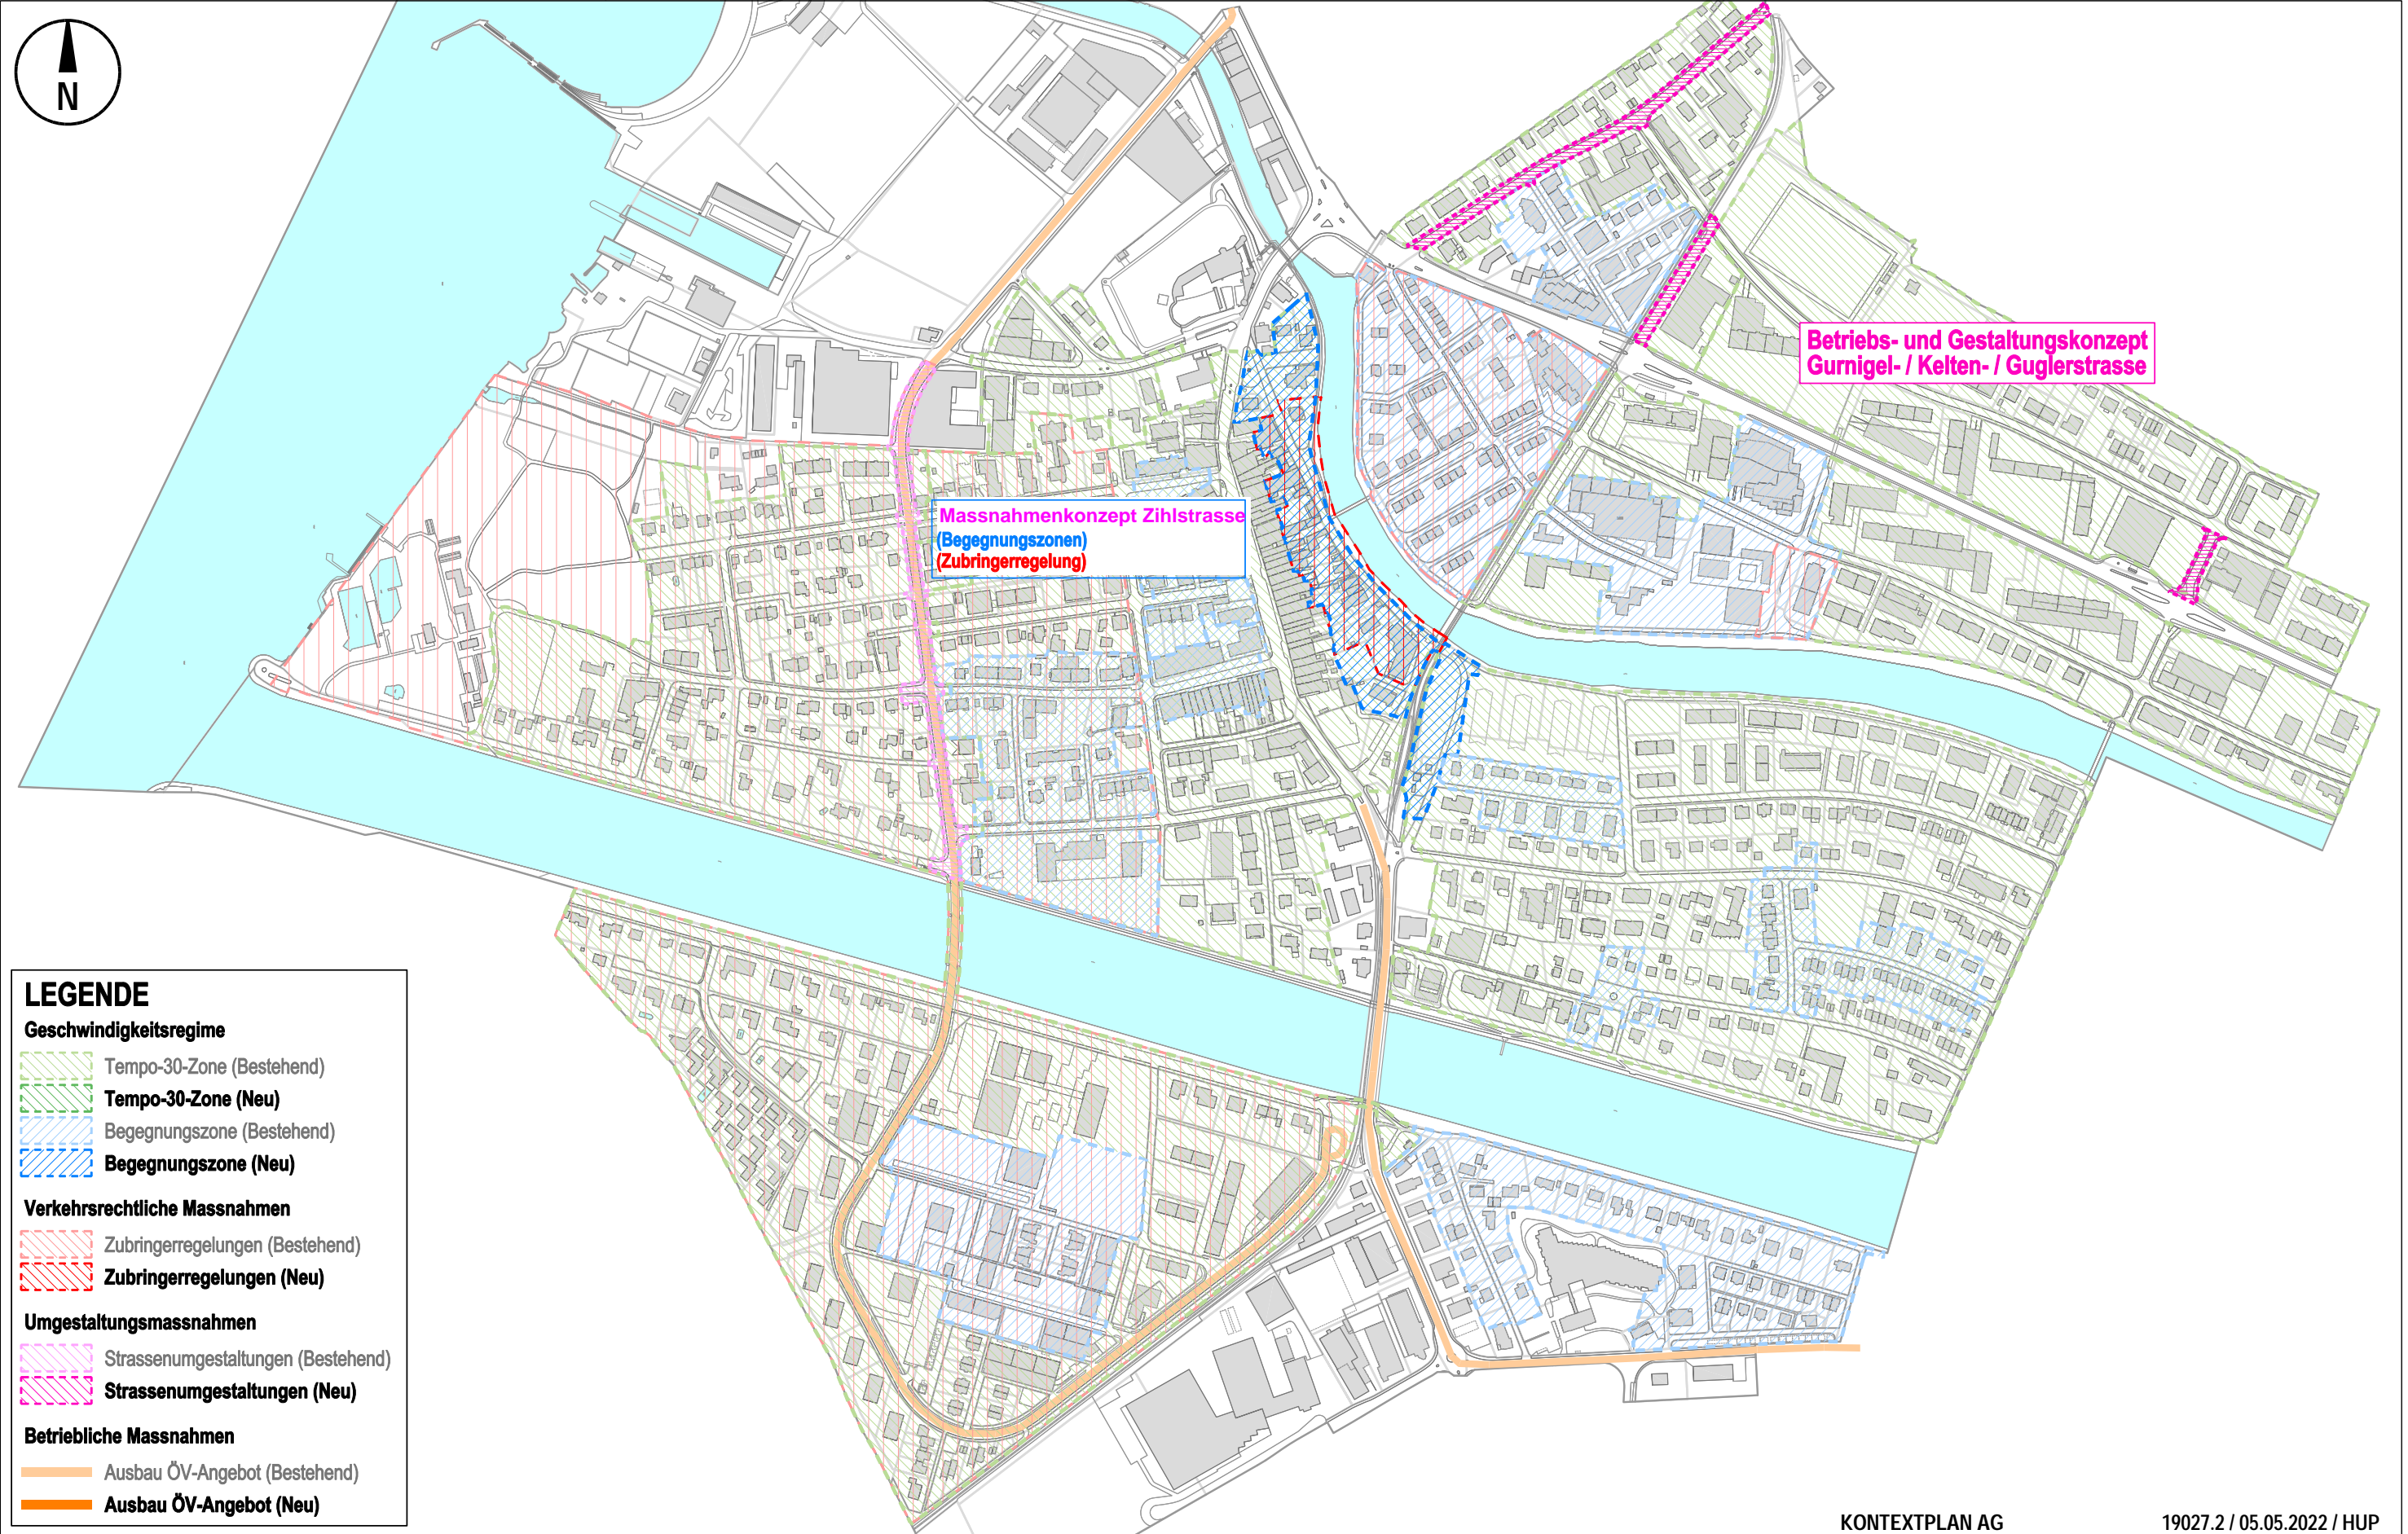 N
Betriebs- und Gestaltungskonzept
Gurnigel- / Kelten- / Guglerstrasse
Massnahmenkonzept Zihlstrasse
(Begegnungszonen)
(Zubringerregelung)
LEGENDE
Geschwindigkeitsregime
Tempo-30-Zone (Bestehend)
Tempo-30-Zone (Neu)
Begegnungszone (Bestehend)
Begegnungszone (Neu)
Verkehrsrechtliche Massnahmen
Zubringerregelungen (Bestehend)
Zubringerregelungen (Neu)
Umgestaltungsmassnahmen
Strassenumgestaltungen (Bestehend)
Strassenumgestaltungen (Neu)
Betriebliche Massnahmen
Ausbau ÖV-Angebot (Bestehend)
Ausbau ÖV-Angebot (Neu)
KONTEXTPLAN AG
19027.2 / 05.05.2022 / HUP